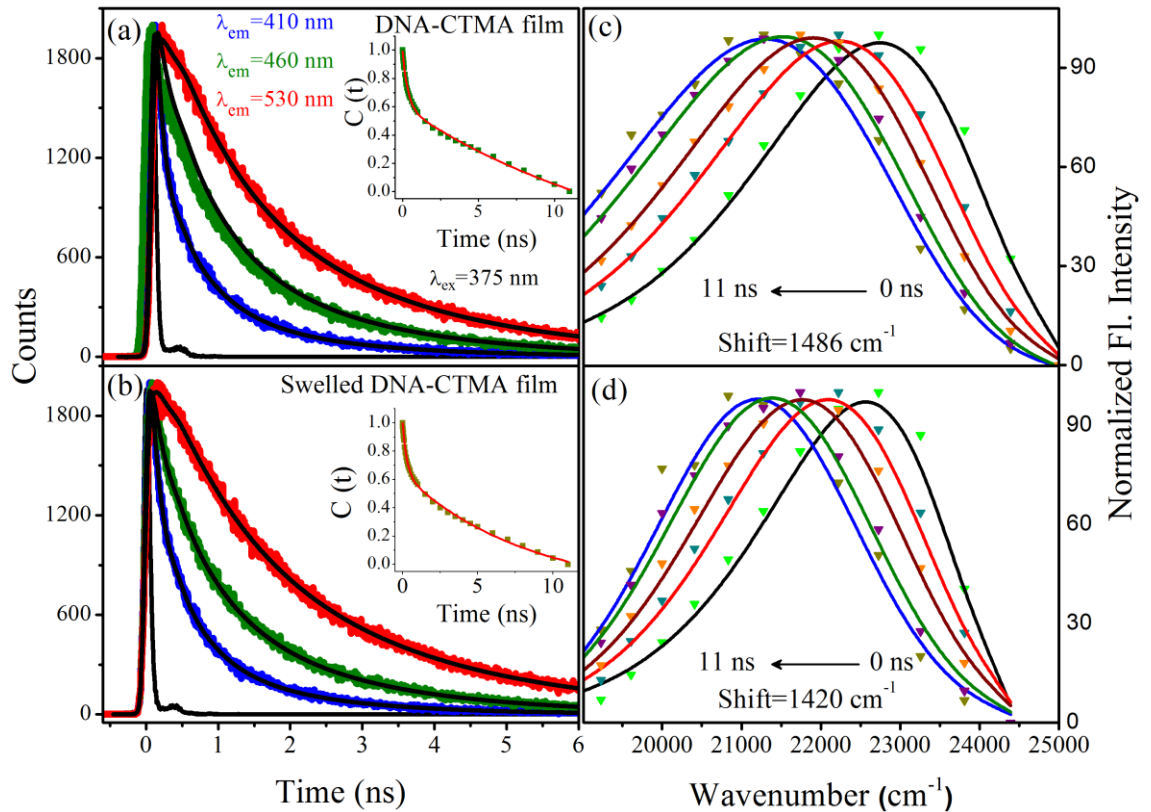 (a)
λem=410 nm
λem=460 nm
λem=530 nm
DNA-CTMA film
C (t)
1.0
0.8
0.6
0.4
0.2
0.0
0 5 10
Time (ns)
λex=375 nm
1800
1200
600
0
(b)
Swelled DNA-CTMA film
C (t)
1.0
0.8
0.6
0.4
0.2
0.0
0 5 10
Time (ns)
1800
1200
600
0
Counts
0 1 2 3 4 5 6
Time (ns)
(c)
11 ns 0 ns
Shift=1486 cm-1
90
60
30
0
(d)
11 ns 0 ns
Shift=1420 cm-1
90
60
30
0
Normalized Fl. Intensity
20000 21000 22000 23000 24000 25000
Wavenumber (cm-1)